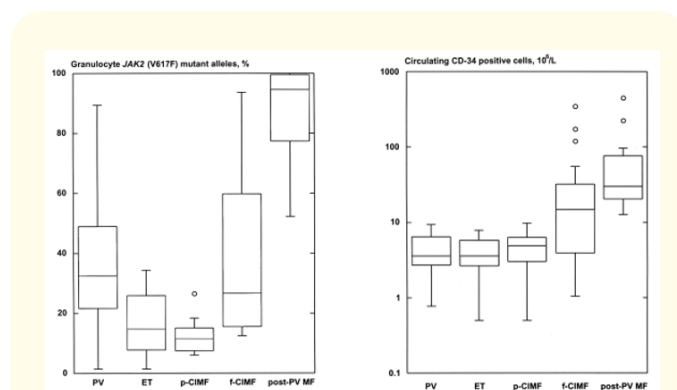 Granulocyte JAK2 (V617F) mutant alleles, %
100
80
60
40
20
0
PV ET p-CIMF f-CIMF post-PV MF
Circulating CD-34 positive cells, 10⁶/L
1000
100
10
1
0.1
PV ET p-CIMF f-CIMF post-PV MF